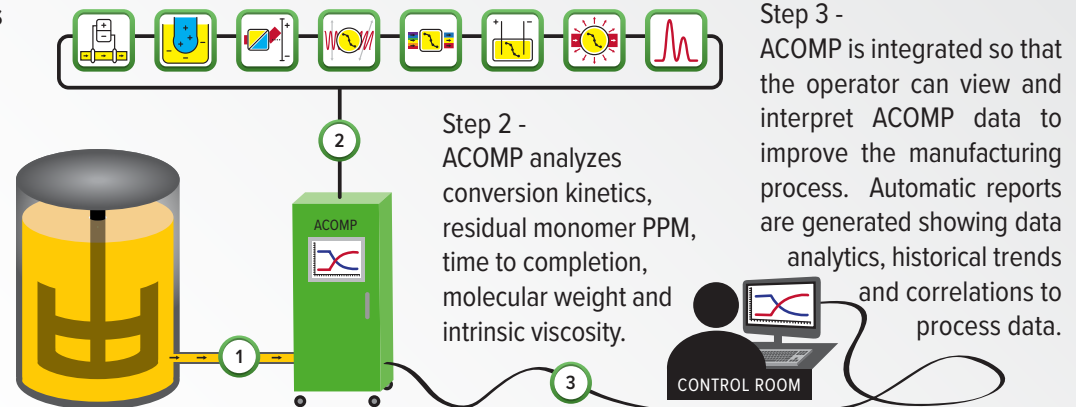 s
2
Step 2 -
ACOMP analyzes
conversion kinetics,
residual monomer PPM,
time to completion,
molecular weight and
intrinsic viscosity.
Step 3 -
ACOMP is integrated so that
the operator can view and
interpret ACOMP data to
improve the manufacturing
process. Automatic reports
are generated showing data
analytics, historical trends
and correlations to
process data.
ACOMP
1
3
CONTROL ROOM